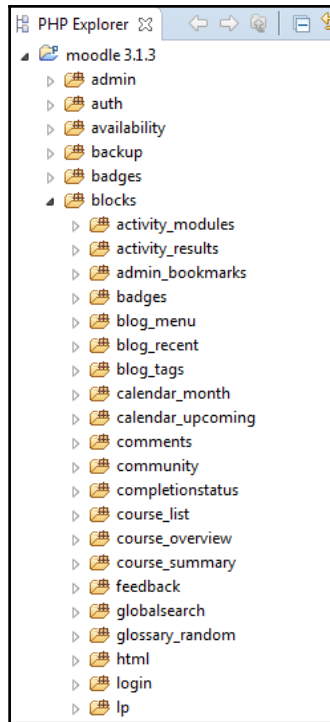 PHP Explorer
moodle 3.1.3
admin
auth
availability
backup
badges
blocks
activity_modules
activity_results
admin_bookmarks
badges
blog_menu
blog_recent
blog_tags
calendar_month
calendar_upcoming
comments
community
completionstatus
course_list
course_overview
course_summary
feedback
globalsearch
glossary_random
html
login
lp